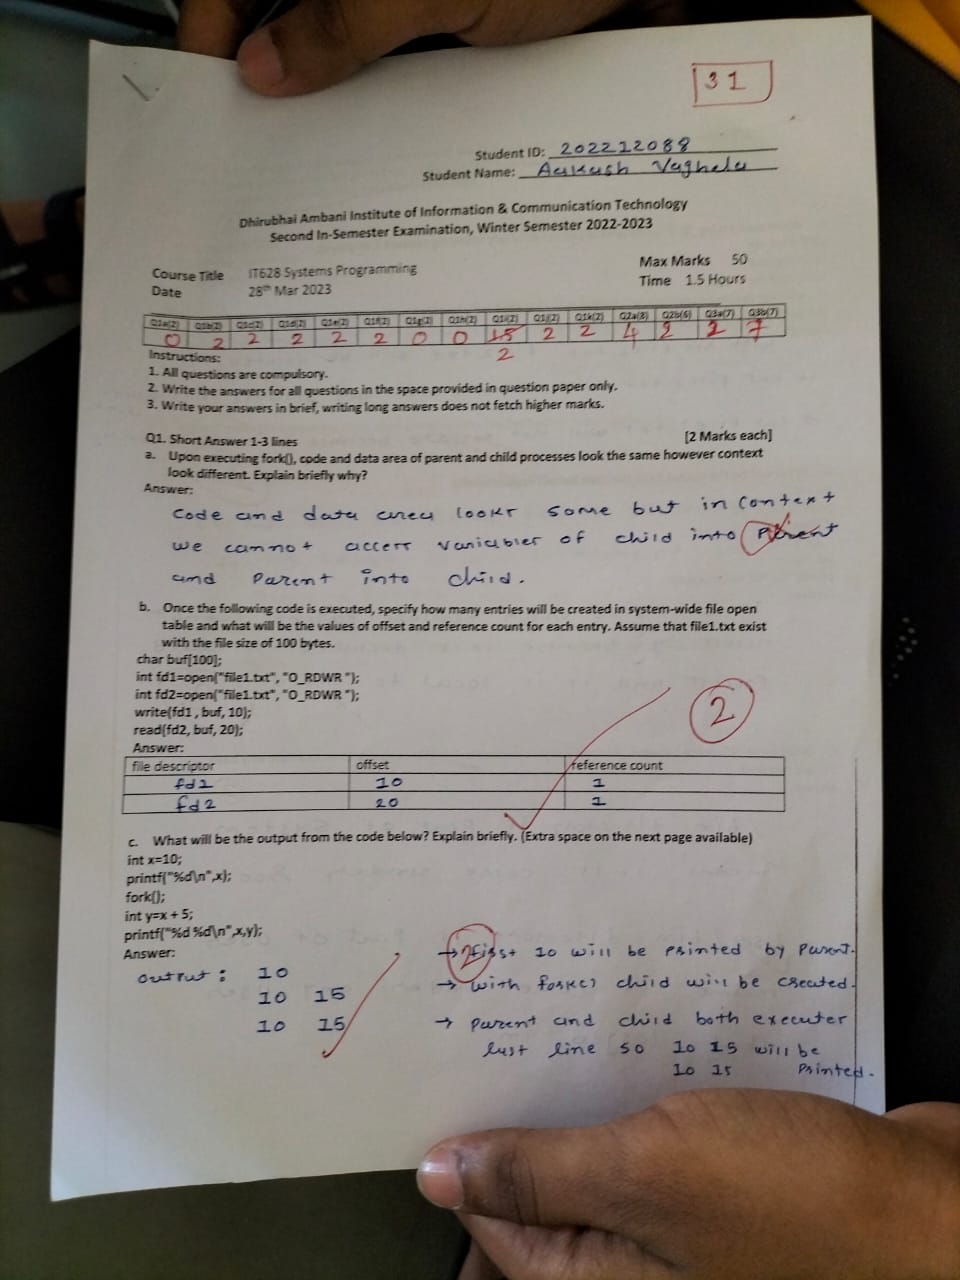 31
Student ID: 202212088
Student Name: Aakash Vaghela
Dhirubhai Ambani Institute of Information & Communication Technology
Second In-Semester Examination, Winter Semester 2022-2023
Course Title IT628 Systems Programming Max Marks 50
Date 28th Mar 2023 Time 1.5 Hours
Q1a(2) Q1b(2) Q1c(2) Q1d(2) Q1e(2) Q1f(2) Q1g(2) Q1h(2) Q1i(2) Q1j(2) Q1k(2) Q2a(8) Q2b(6) Q3a(7) Q3b(7)
0 2 2 2 2 2 0 0 2 2 4 2 2 7
2
Instructions:
1. All questions are compulsory.
2. Write the answers for all questions in the space provided in question paper only.
3. Write your answers in brief, writing long answers does not fetch higher marks.
Q1. Short Answer 1-3 lines [2 Marks each]
a. Upon executing fork(), code and data area of parent and child processes look the same however context
look different. Explain briefly why?
Answer:
Code and data area looks same but in context
we cannot access variables of child into Parent
and Parent into child.
b. Once the following code is executed, specify how many entries will be created in system-wide file open
table and what will be the values of offset and reference count for each entry. Assume that file1.txt exist
with the file size of 100 bytes.
char buf[100];
int fd1=open("file1.txt", "O_RDWR ");
int fd2=open("file1.txt", "O_RDWR ");
write(fd1 , buf, 10);
read(fd2, buf, 20);
2
Answer:
file descriptor offset reference count
fd1 10 1
fd2 20 1
c. What will be the output from the code below? Explain briefly. (Extra space on the next page available)
int x=10;
printf("%d\n",x);
fork();
int y=x + 5;
printf("%d %d\n",x,y);
Answer:
2
output : 10
10 15
10 15
→ first 10 will be printed by Parent.
→ with fork() child will be created.
→ parent and child both executes
last line so 10 15 will be
10 15 Printed.